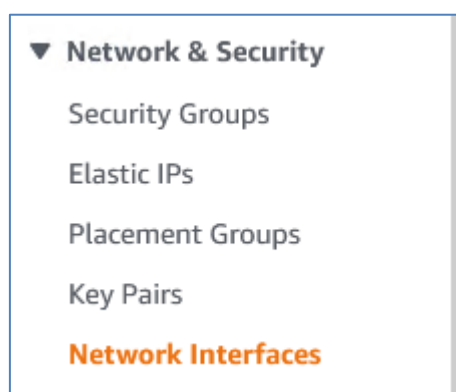 Network & Security
Security Groups
Elastic IPs
Placement Groups
Key Pairs
Network Interfaces